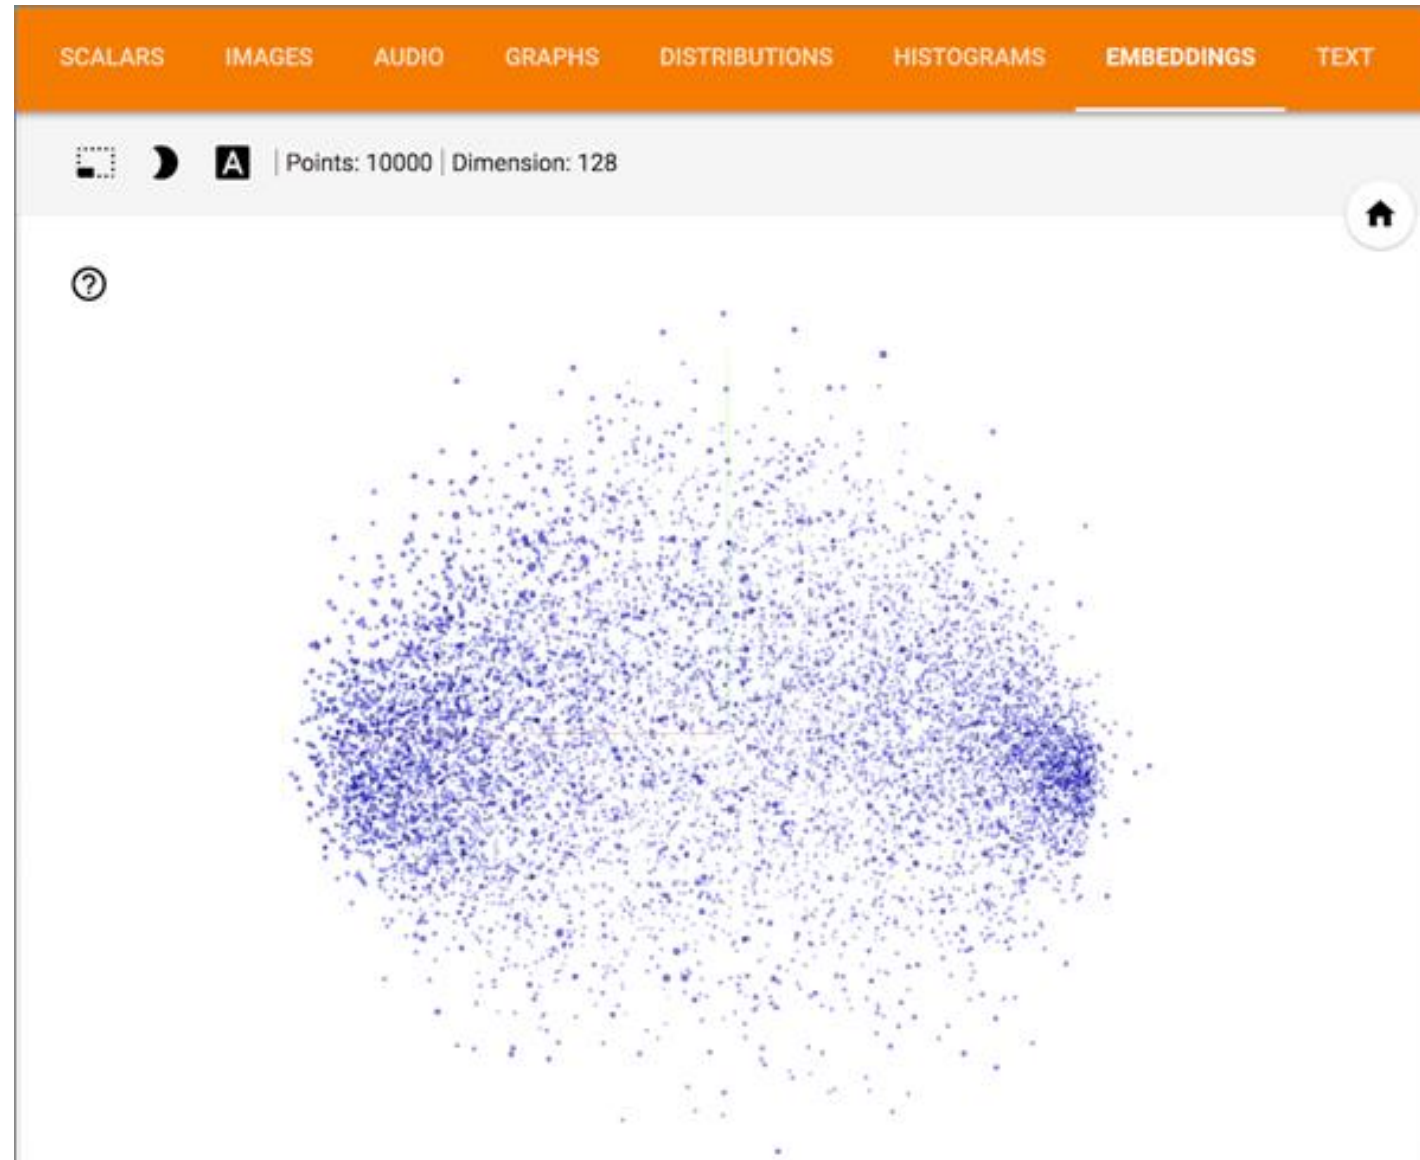 SCALARS IMAGES AUDIO GRAPHS DISTRIBUTIONS HISTOGRAMS EMBEDDINGS TEXT
A | Points: 10000 | Dimension: 128
?